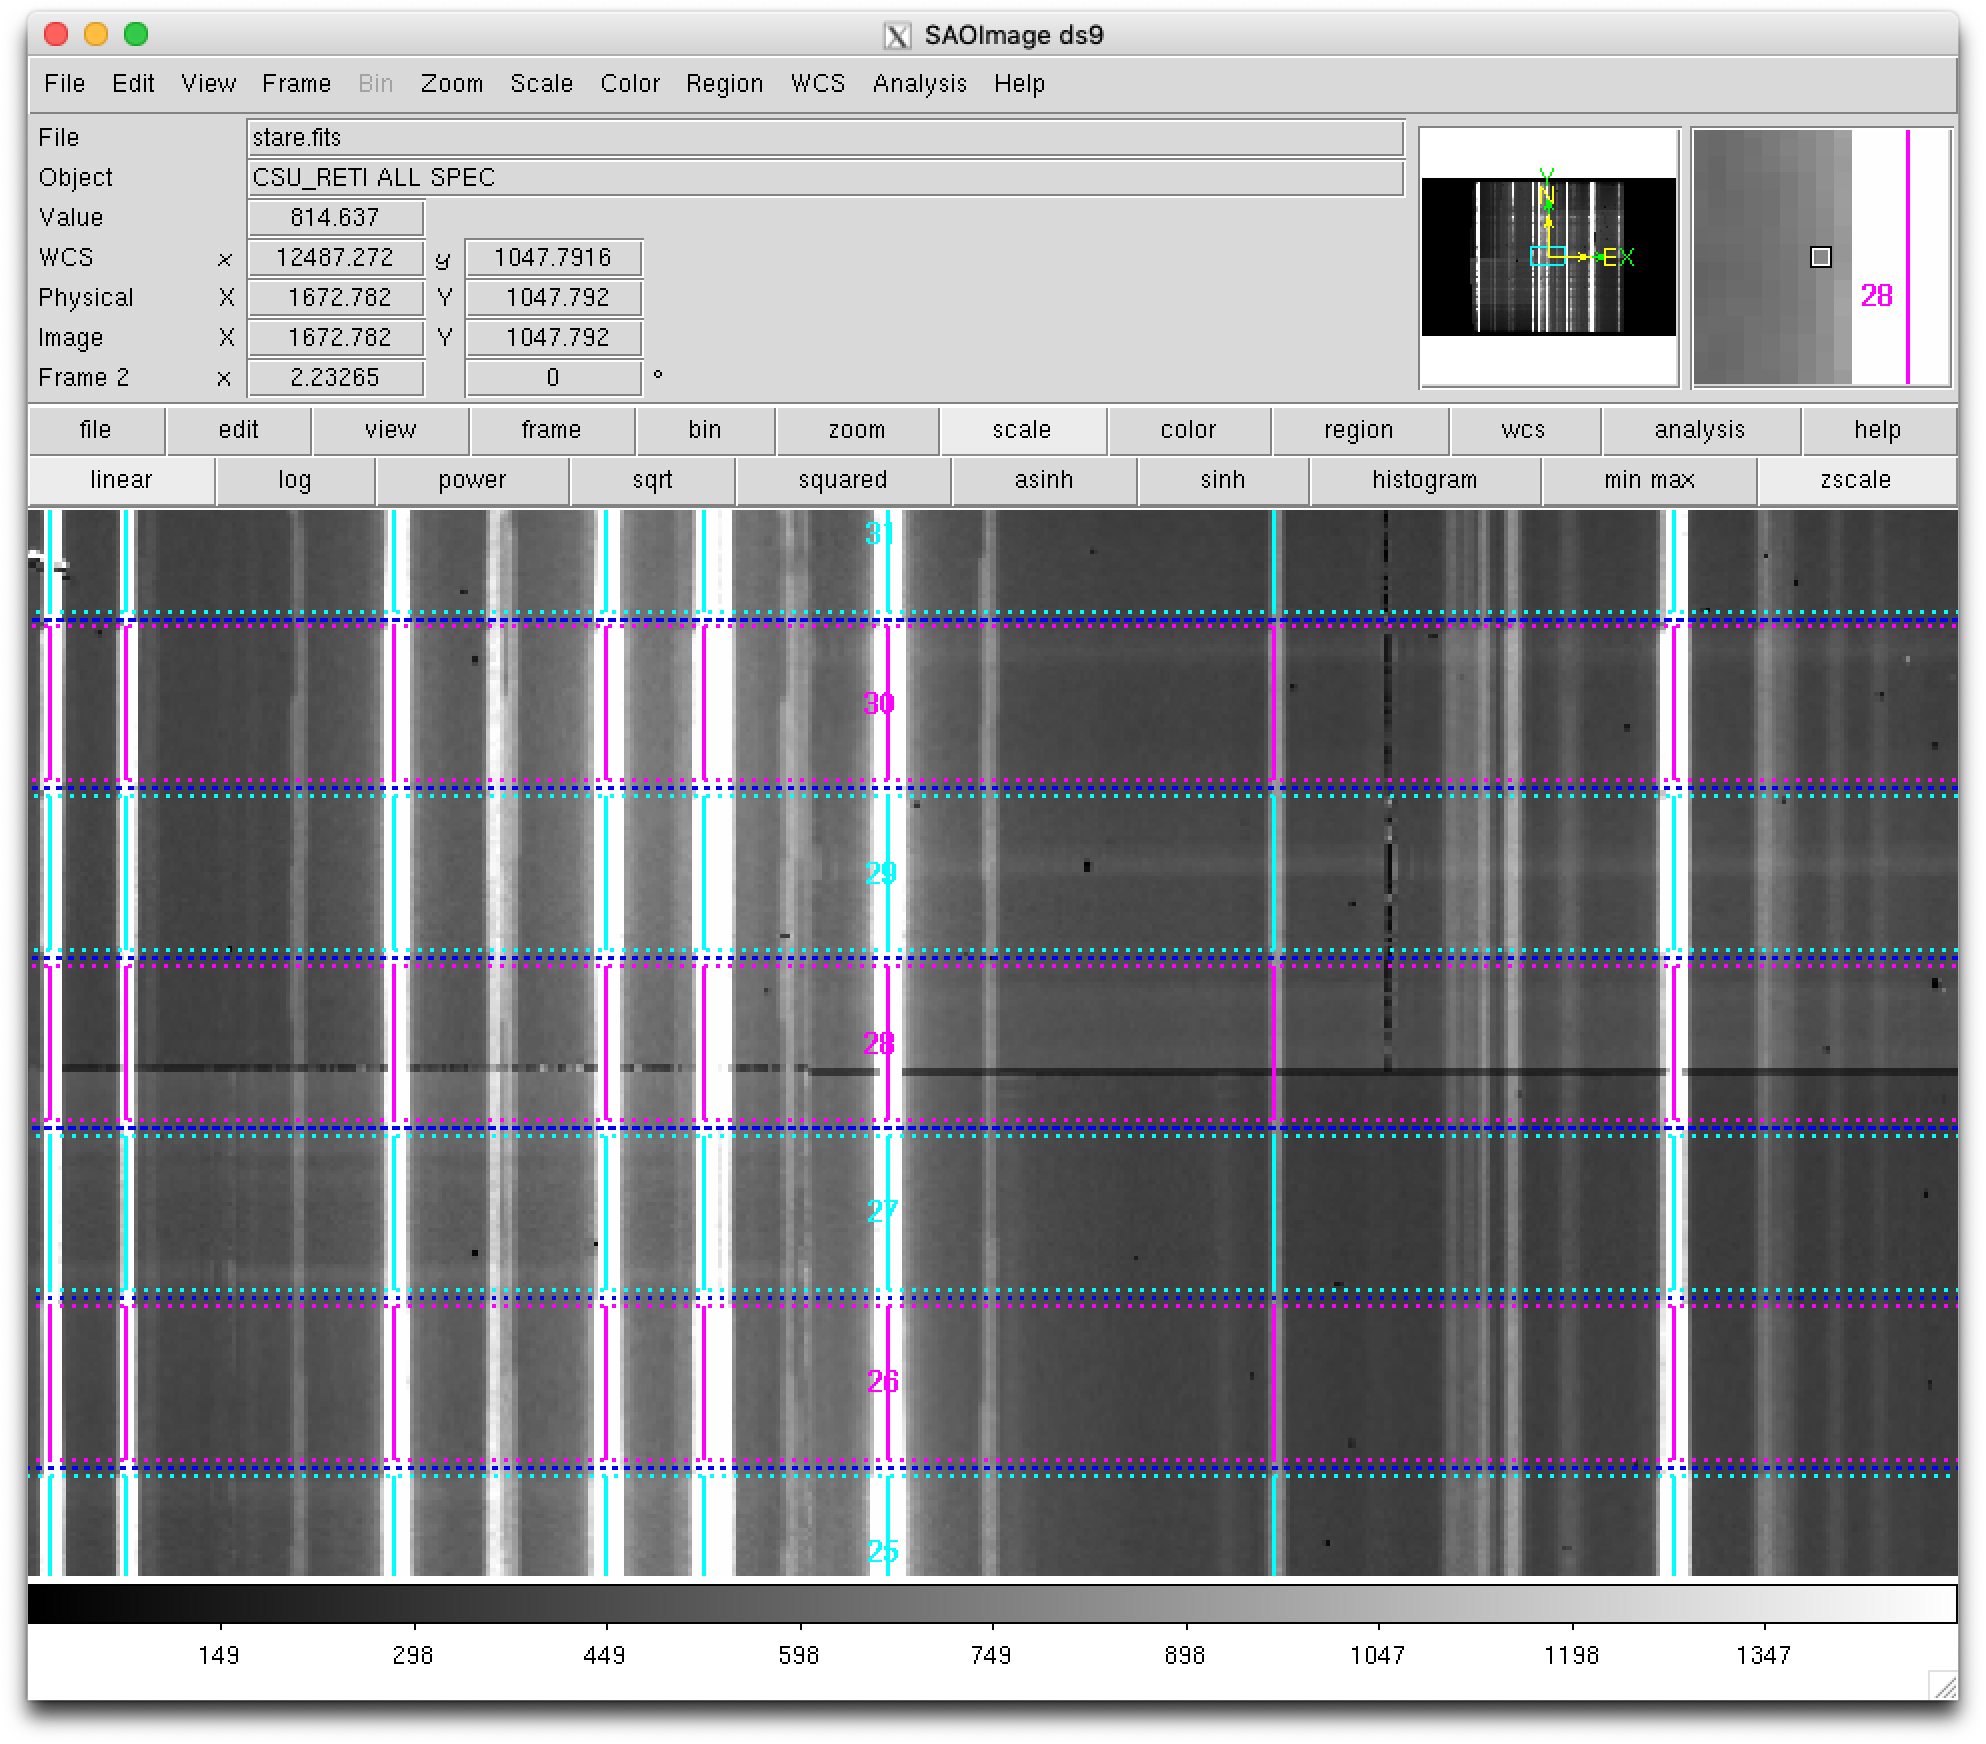 SAOImage ds9
File Edit View Frame Bin Zoom Scale Color Region WCS Analysis Help
File stare.fits
Object CSU_RETI ALL SPEC
Value 814.637
WCS x 12487.272 y 1047.7916
Physical X 1672.782 Y 1047.792
Image X 1672.782 Y 1047.792
Frame 2 x 2.23265 0 °
Y
N
E X
28
file edit view frame bin zoom scale color region wcs analysis help
linear log power sqrt squared asinh sinh histogram min max zscale
31
30
29
28
27
26
25
149 298 449 598 749 898 1047 1198 1347